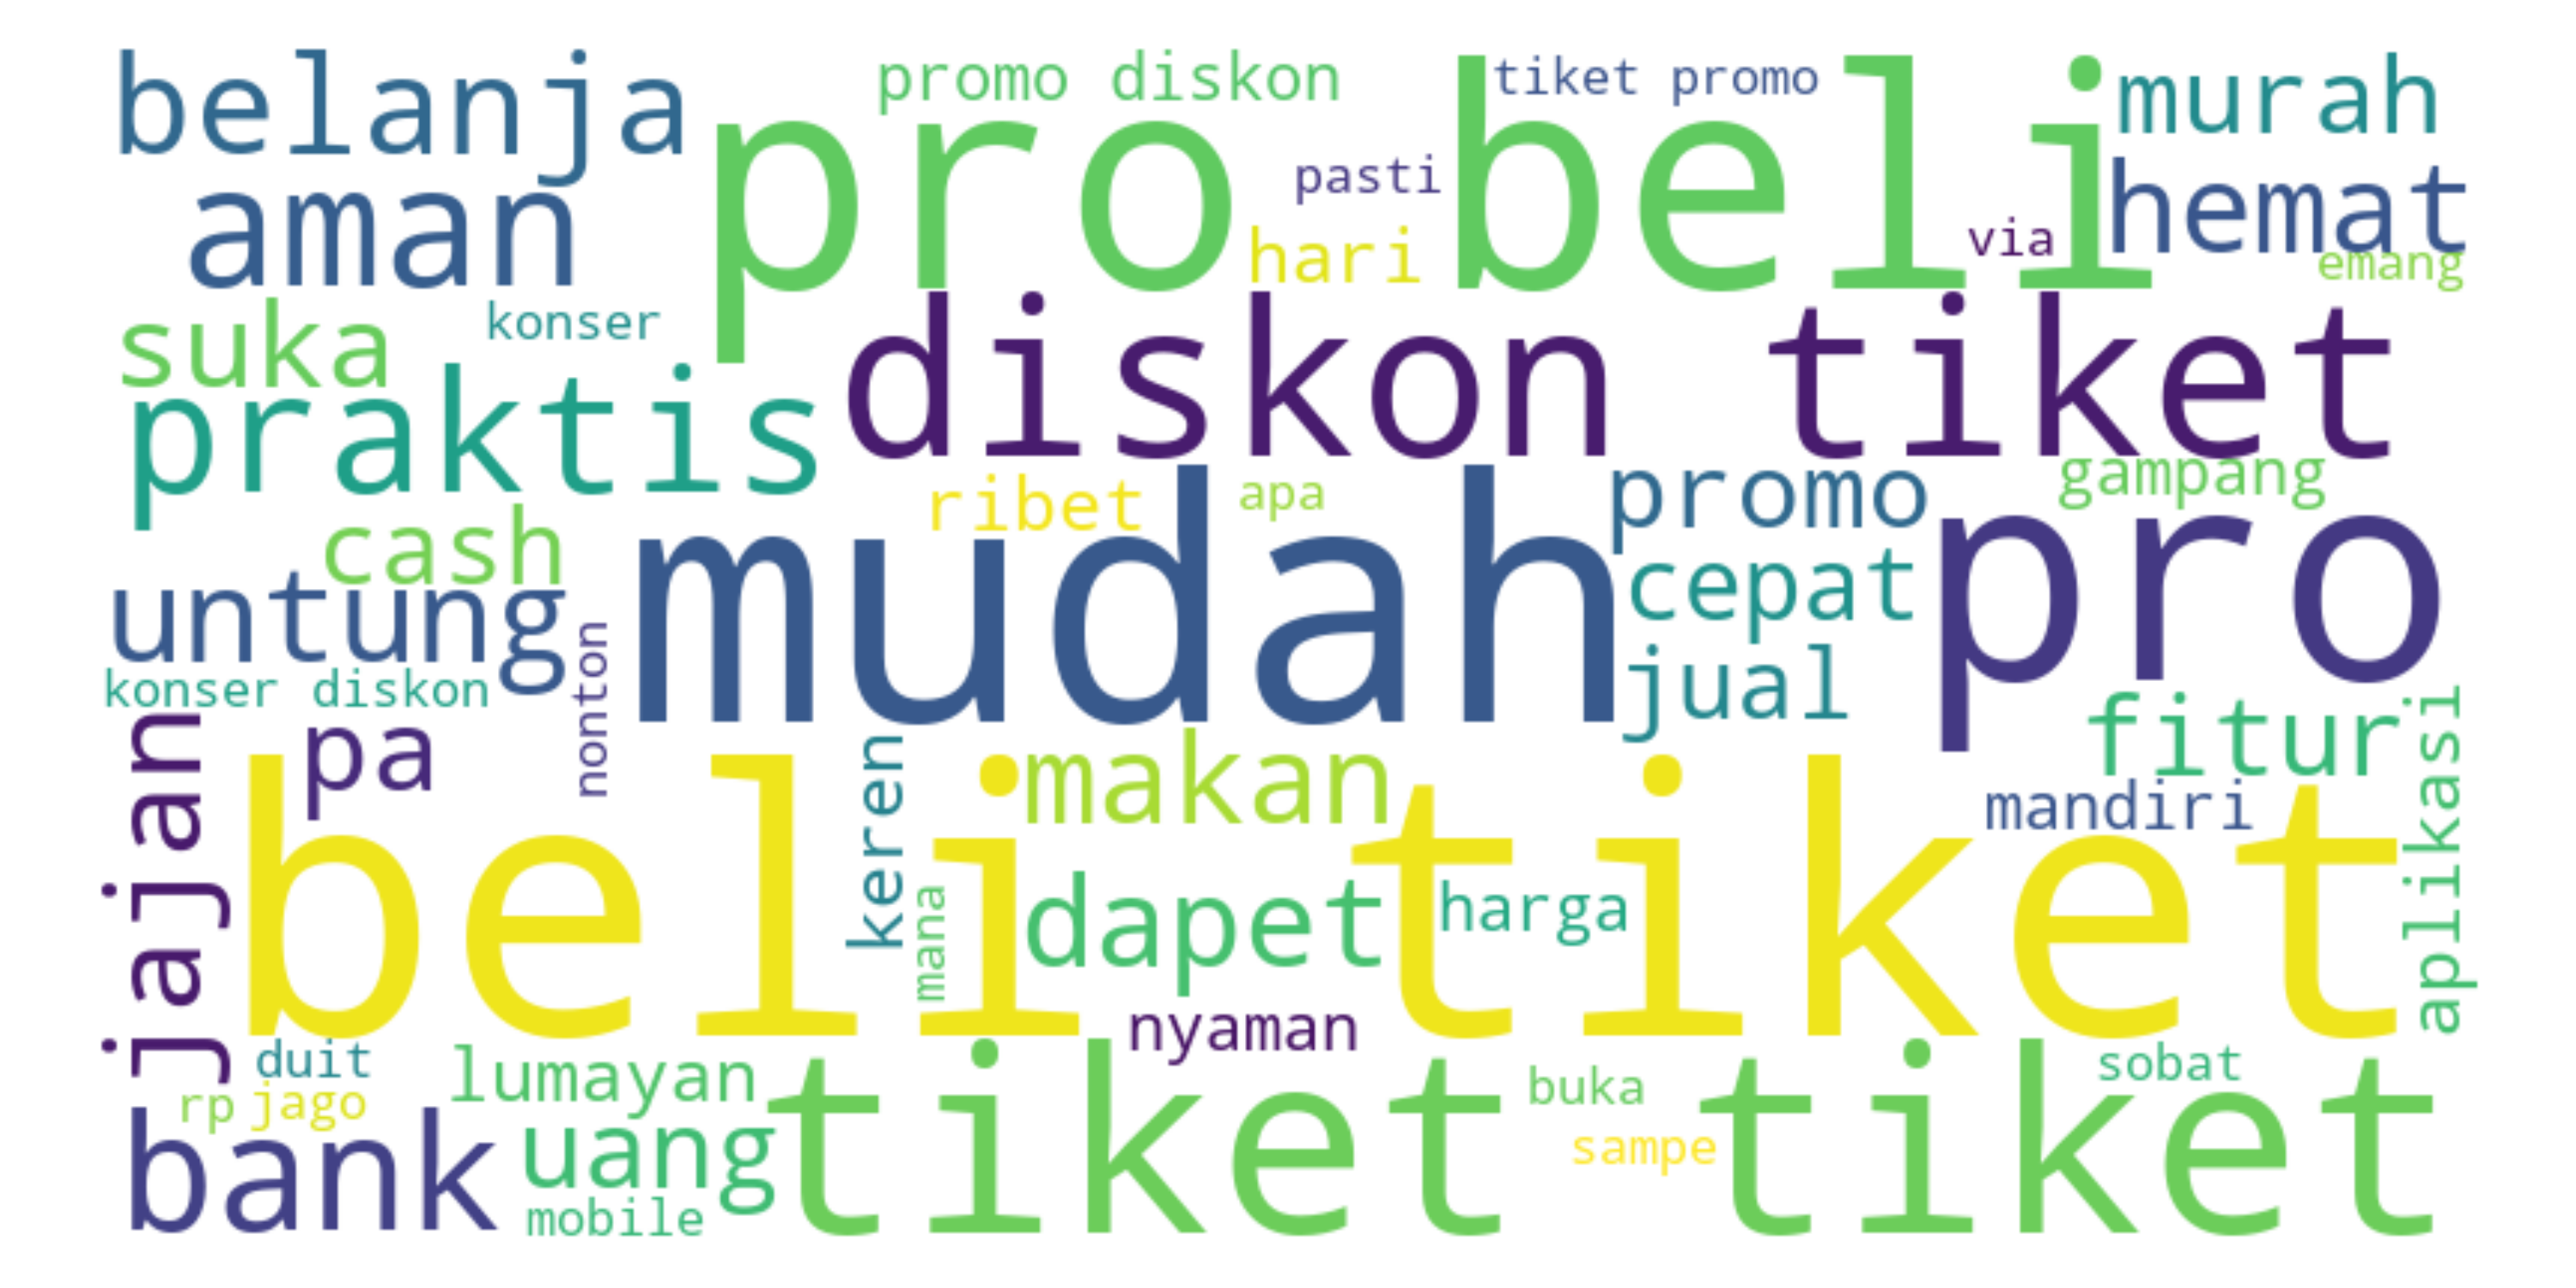 belanja
promo diskon
tiket promo
murah
pro beli
pasti
hemat
aman
via
hari
emang
suka
konser
diskon tiket
praktis
ribet
apa
promo
gampang
cash
mudah
cepat
pro
untung
nonton
jual
konser diskon
fitur
aplikasi
jajan
pa
keren
makan
mandiri
beli tiket
mana
dapet
harga
nyaman
duit
lumayan
tiket tiket
buka
sobat
rp
jago
bank
uang
sampe
mobile